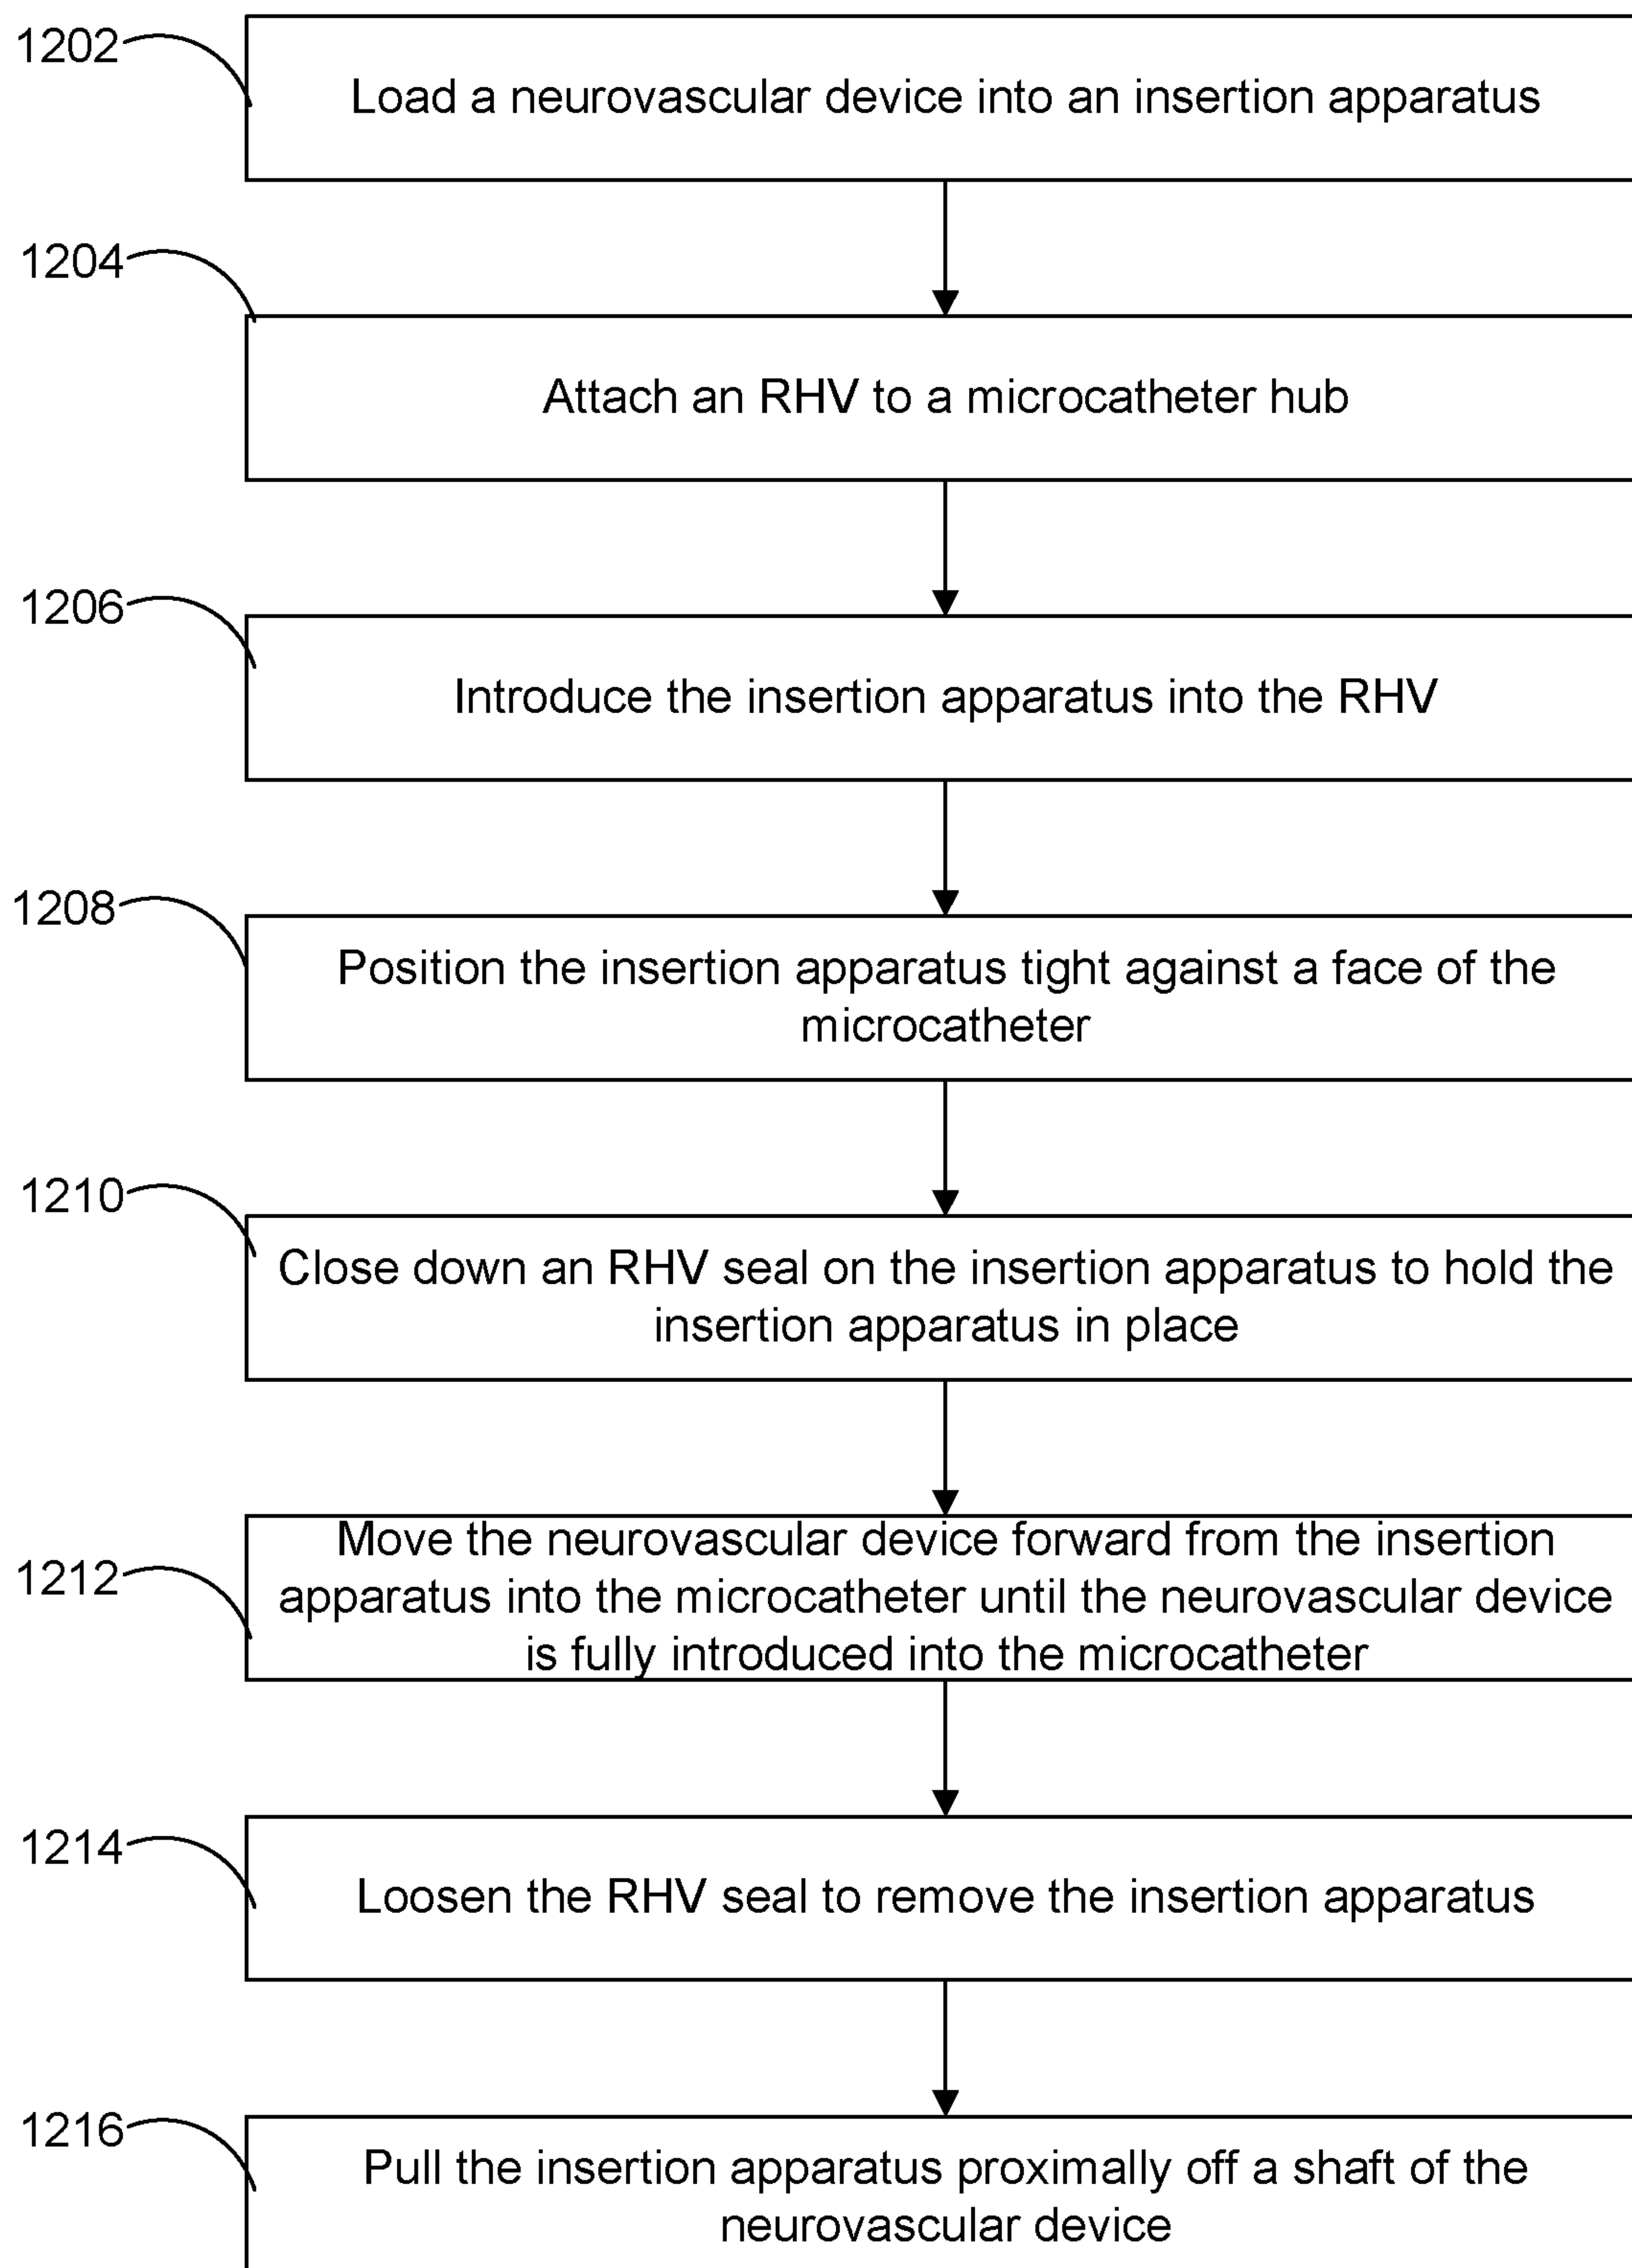 1202
Load a neurovascular device into an insertion apparatus
1204
Attach an RHV to a microcatheter hub
1206
Introduce the insertion apparatus into the RHV
1208
Position the insertion apparatus tight against a face of the
microcatheter
1210
Close down an RHV seal on the insertion apparatus to hold the
insertion apparatus in place
1212
Move the neurovascular device forward from the insertion
apparatus into the microcatheter until the neurovascular device
is fully introduced into the microcatheter
1214
Loosen the RHV seal to remove the insertion apparatus
1216
Pull the insertion apparatus proximally off a shaft of the
neurovascular device